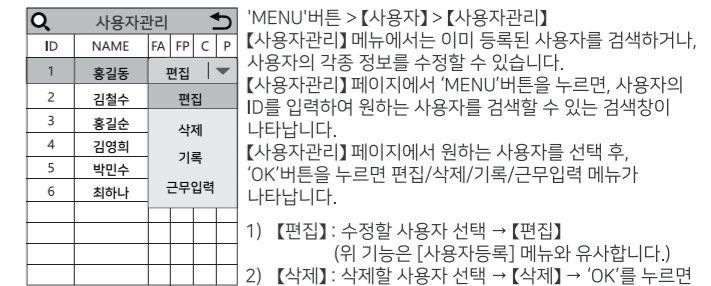 사용자관리
ID NAME FA FP C P
1 홍길동 편집
2 김철수 편집
3 홍길순 삭제
4 김영희 기록
5 박민수
6 최하나 근무입력
'MENU'버튼 > 【사용자】 > 【사용자관리】
【사용자관리】 메뉴에서는 이미 등록된 사용자를 검색하거나,
사용자의 각종 정보를 수정할 수 있습니다.
【사용자관리】 페이지에서 'MENU'버튼을 누르면, 사용자의
ID를 입력하여 원하는 사용자를 검색할 수 있는 검색창이
나타납니다.
【사용자관리】 페이지에서 원하는 사용자를 선택 후,
'OK'버튼을 누르면 편집/삭제/기록/근무입력 메뉴가
나타납니다.
1) 【편집】 : 수정할 사용자 선택 → 【편집】
(위 기능은 [사용자등록] 메뉴와 유사합니다.)
2) 【삭제】 : 삭제할 사용자 선택 → 【삭제】 → 'OK'를 누르면